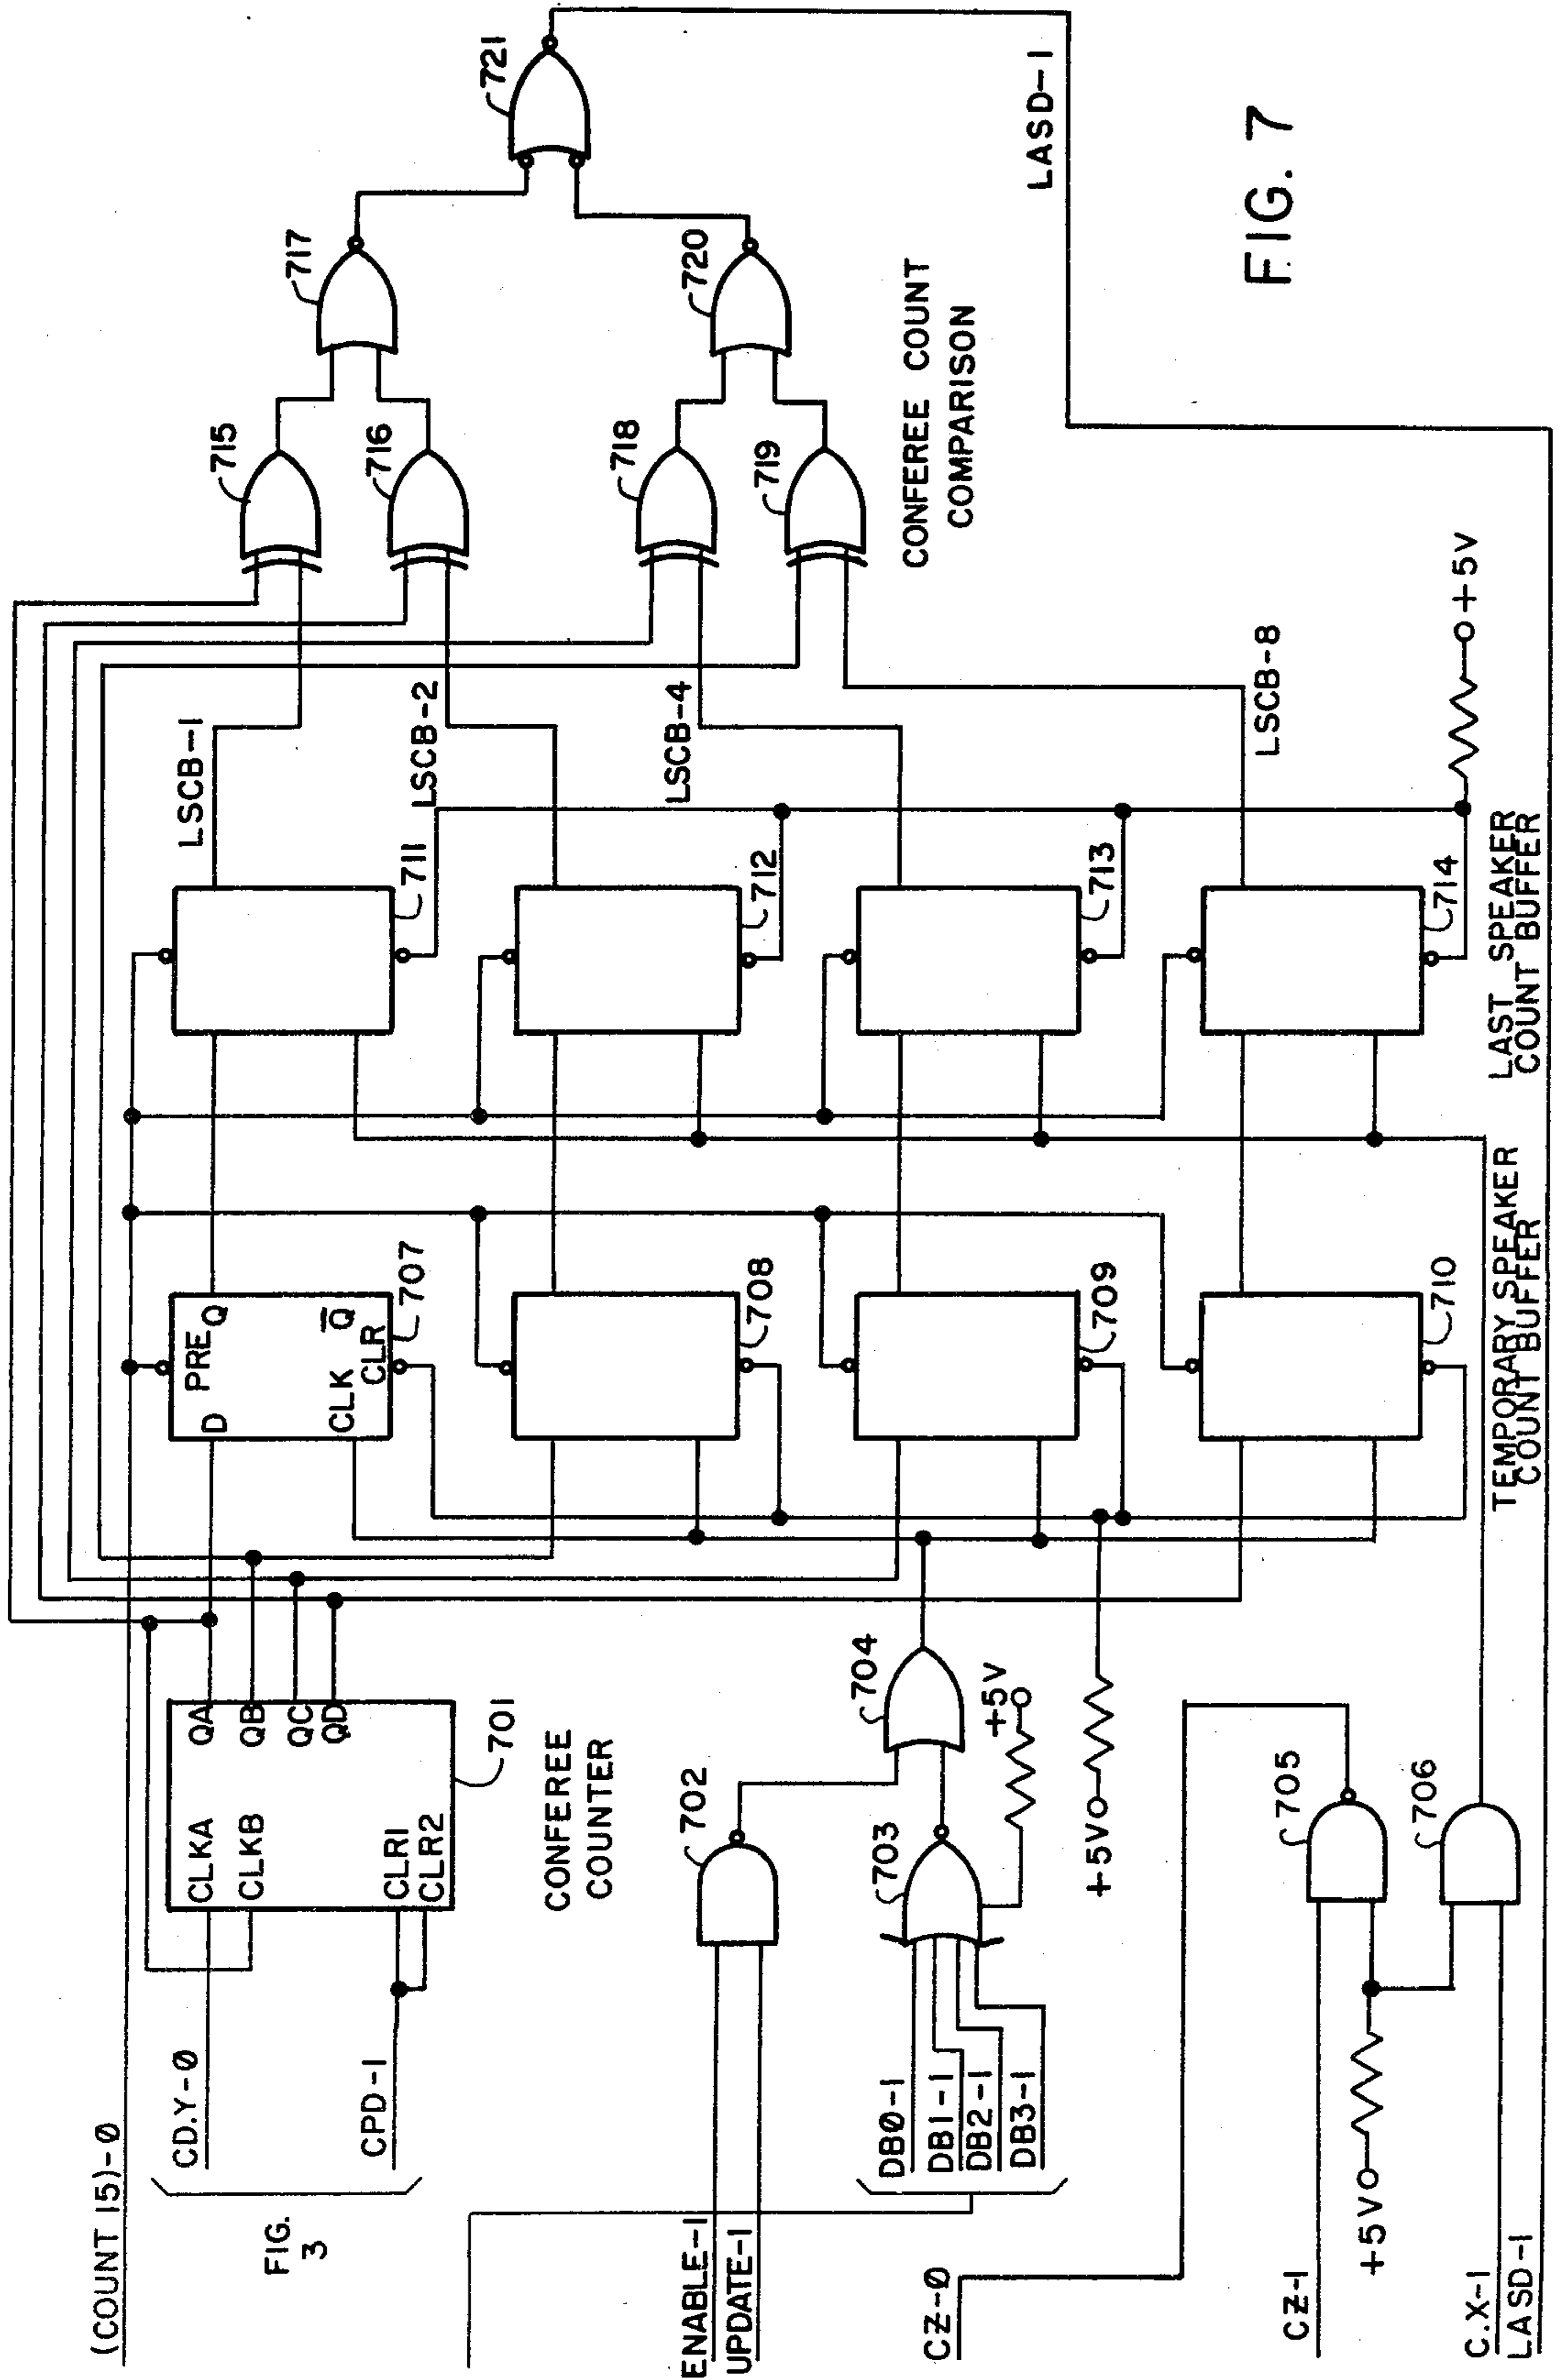 (COUNT 15)-0
CD.Y-0
CPD-1
FIG.
3
CLKA
CLKB
CLR1
CLR2
QA
QB
QC
QD
701
CONFEREE
COUNTER
ENABLE-1
UPDATE-1
702
DB0-1
DB1-1
DB2-1
DB3-1
703
704
+5V
+5V
CZ-0
CZ-1
+5V
C.X-1
LASD-1
705
706
PRE
D
Q
Q̅
CLK
CLR
707
708
709
710
TEMPORARY SPEAKER
COUNT BUFFER
711
712
713
714
LAST SPEAKER
COUNT BUFFER
LSCB-1
LSCB-2
LSCB-4
LSCB-8
+5V
715
716
717
718
719
720
721
CONFEREE COUNT
COMPARISON
LASD-1
FIG. 7